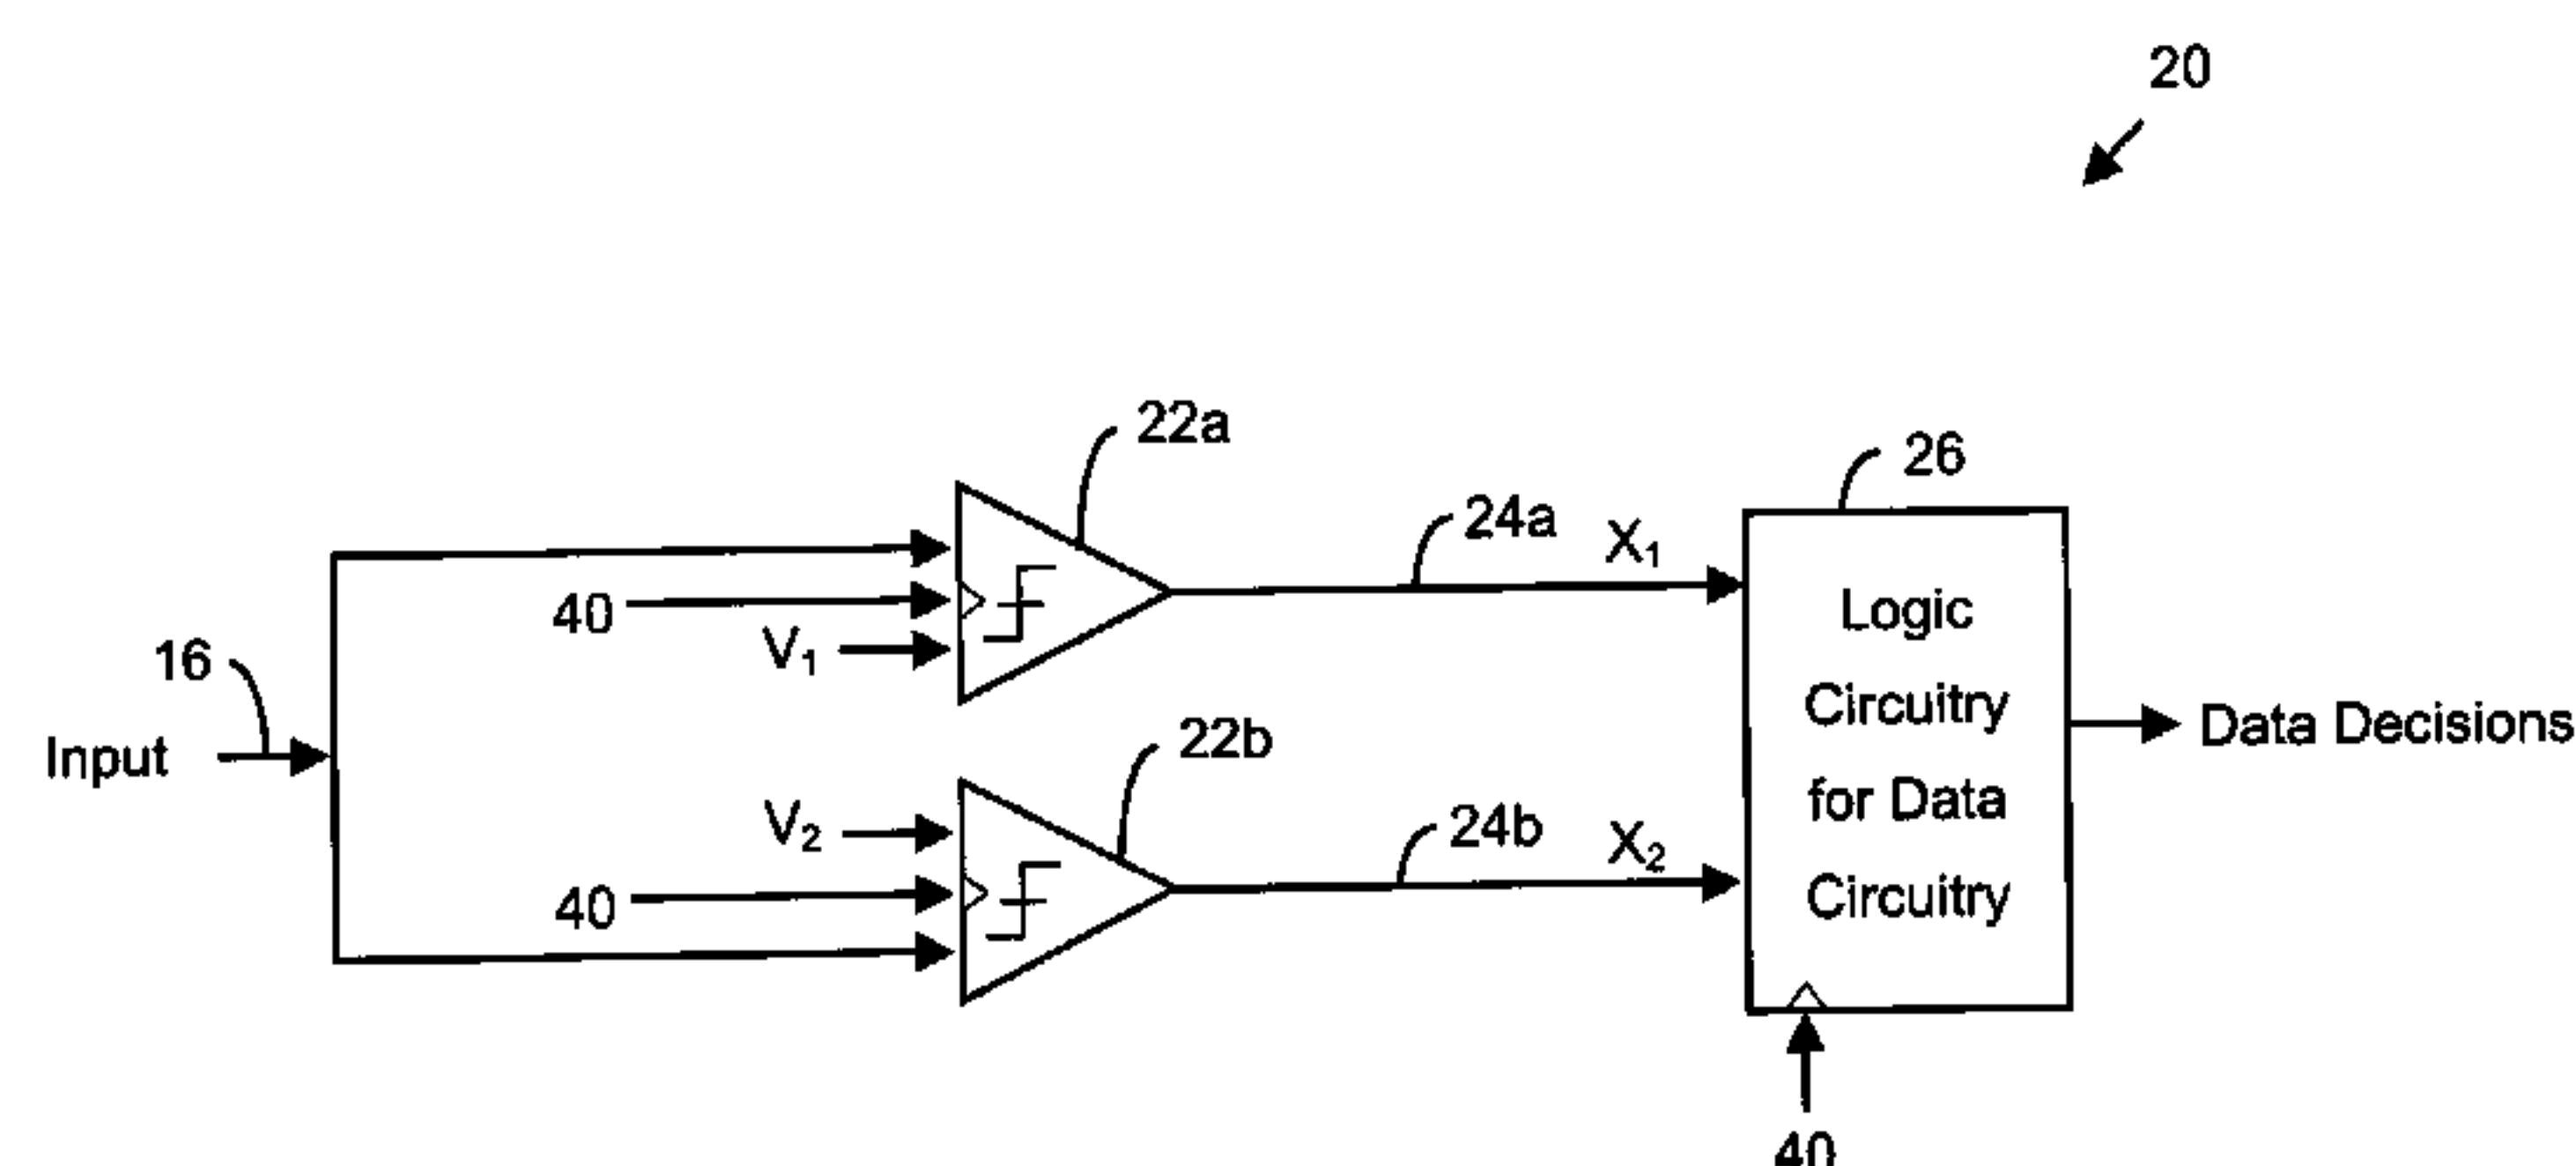 20
22a
26
24a
X₁
40
V₁
Logic
Circuitry
for Data
Circuitry
16
Input
22b
Data Decisions
V₂
24b
X₂
40
40